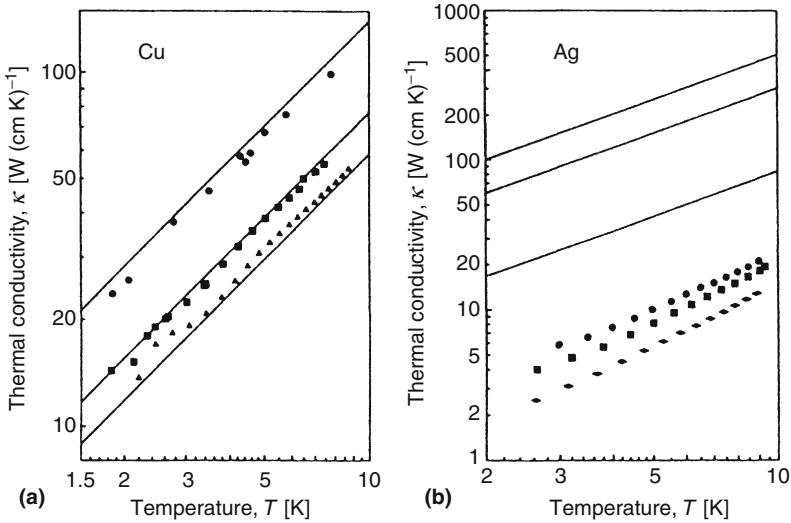 Cu
Thermal conductivity, κ [W (cm K)⁻¹]
100
50
20
10
1.5 2 3 5 10
(a)
Temperature, T [K]
Ag
Thermal conductivity, κ [W (cm K)⁻¹]
1000
500
200
100
50
20
10
5
2
1
2 3 5 10
(b)
Temperature, T [K]